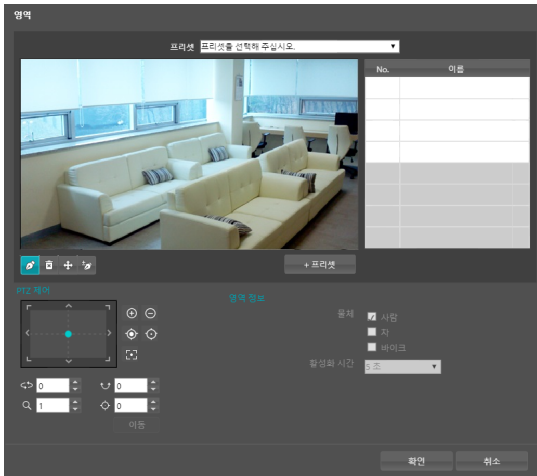 영역
프리셋 프리셋을 선택해 주십시오.
No. 이름
+ 프리셋
PTZ 제어
영역 정보
물체
사람
차
바이크
활성화 시간 5 초
0 0
1 0
이동
확인 취소